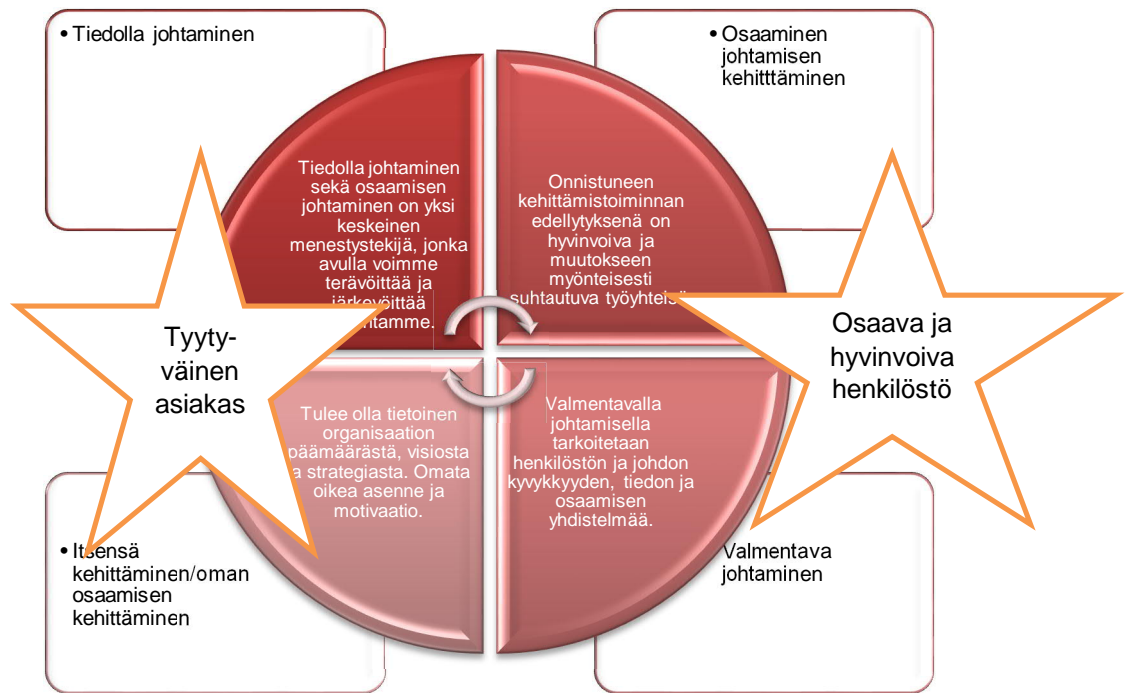 • Tiedolla johtaminen
• Osaaminen
johtamisen
kehitttäminen
Tiedolla johtaminen
sekä osaamisen
johtaminen on yksi
keskeinen
menestystekijä, jonka
avulla voimme
terävöittää ja
järkevöittää
Onnistuneen
kehittämistoiminnan
edellytyksenä on
hyvinvoiva ja
muutokseen
myönteisesti
suhtautuva
Tyyty-
väinen
asiakas
Osaava ja
hyvinvoiva
henkilöstö
Tulee olla tietoinen
organisaation
päämäärästä, visiosta
ja strategiasta. Omata
oikea asenne ja
motivaatio.
Valmentavalla
johtamisella
tarkoitetaan
henkilöstön ja johdon
kyvykkyyden, tiedon ja
osaamisen
yhdistelmää.
• Itsensä
kehittäminen/oman
osaamisen
kehittäminen
Valmentava
johtaminen